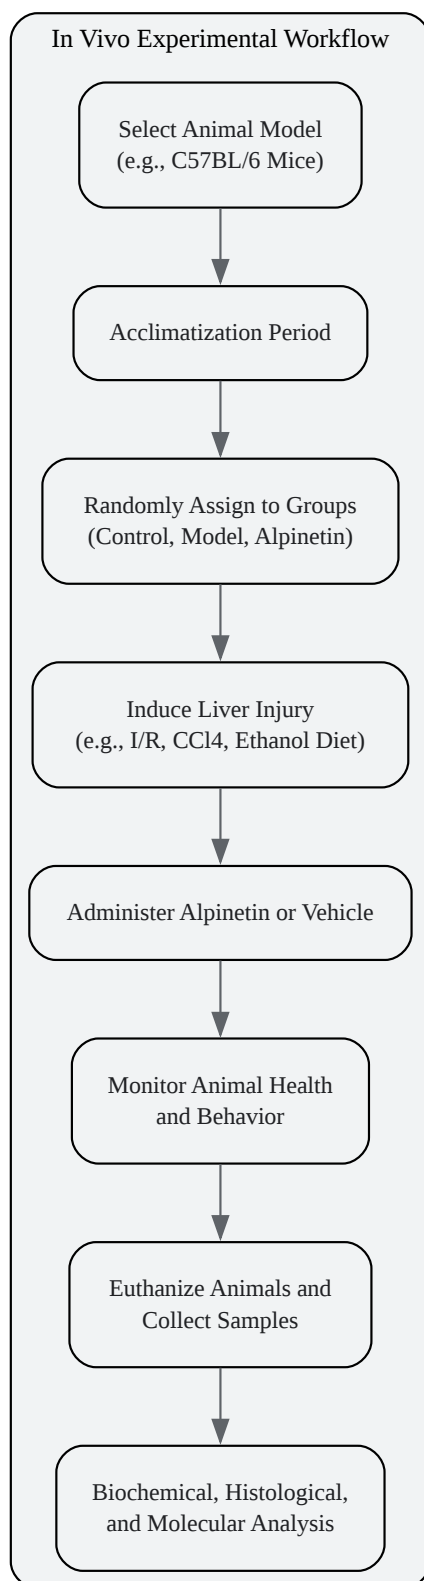 In Vivo Experimental Workflow
Select Animal Model
(e.g., C57BL/6 Mice)
Acclimatization Period
Randomly Assign to Groups
(Control, Model, Alpinetin)
Induce Liver Injury
(e.g., I/R, CCl4, Ethanol Diet)
Administer Alpinetin or Vehicle
Monitor Animal Health
and Behavior
Euthanize Animals and
Collect Samples
Biochemical, Histological,
and Molecular Analysis